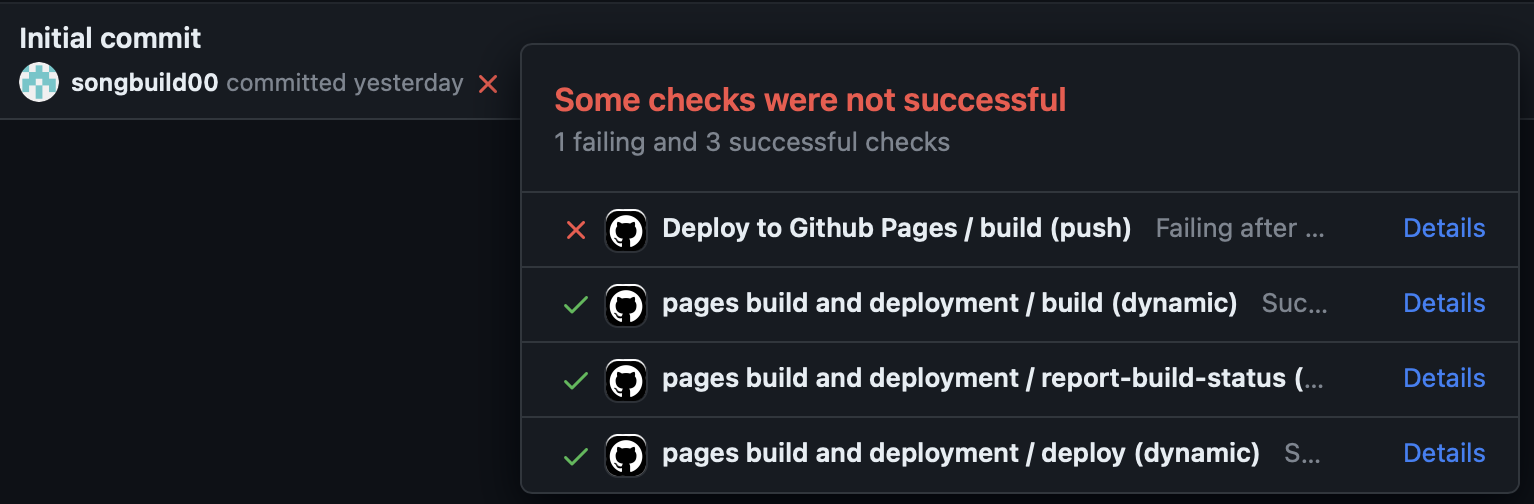 Initial commit
songbuild00 committed yesterday
Some checks were not successful
1 failing and 3 successful checks
Deploy to Github Pages / build (push) Failing after ... Details
pages build and deployment / build (dynamic) Suc... Details
pages build and deployment / report-build-status (... Details
pages build and deployment / deploy (dynamic) S... Details